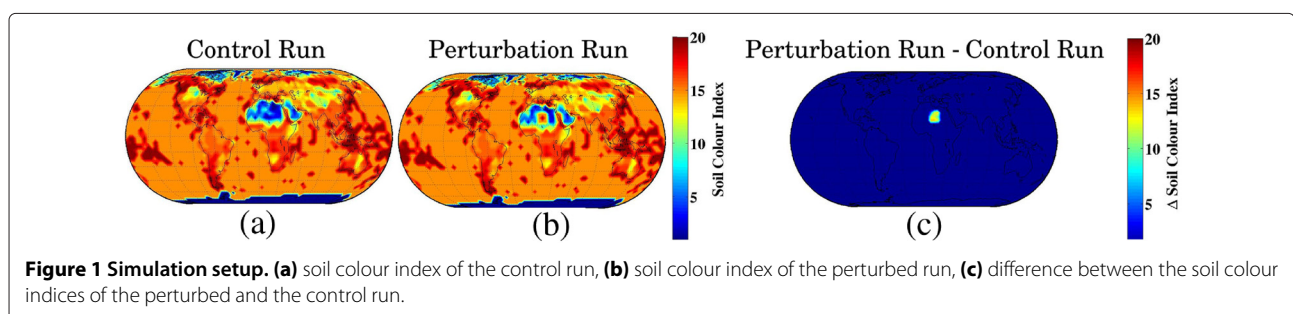 Control Run
Perturbation Run
20
15
10
5
Soil Colour Index
Perturbation Run - Control Run
20
15
10
5
Δ Soil Colour Index
(a)
(b)
(c)
Figure 1 Simulation setup. (a) soil colour index of the control run, (b) soil colour index of the perturbed run, (c) difference between the soil colour
indices of the perturbed and the control run.